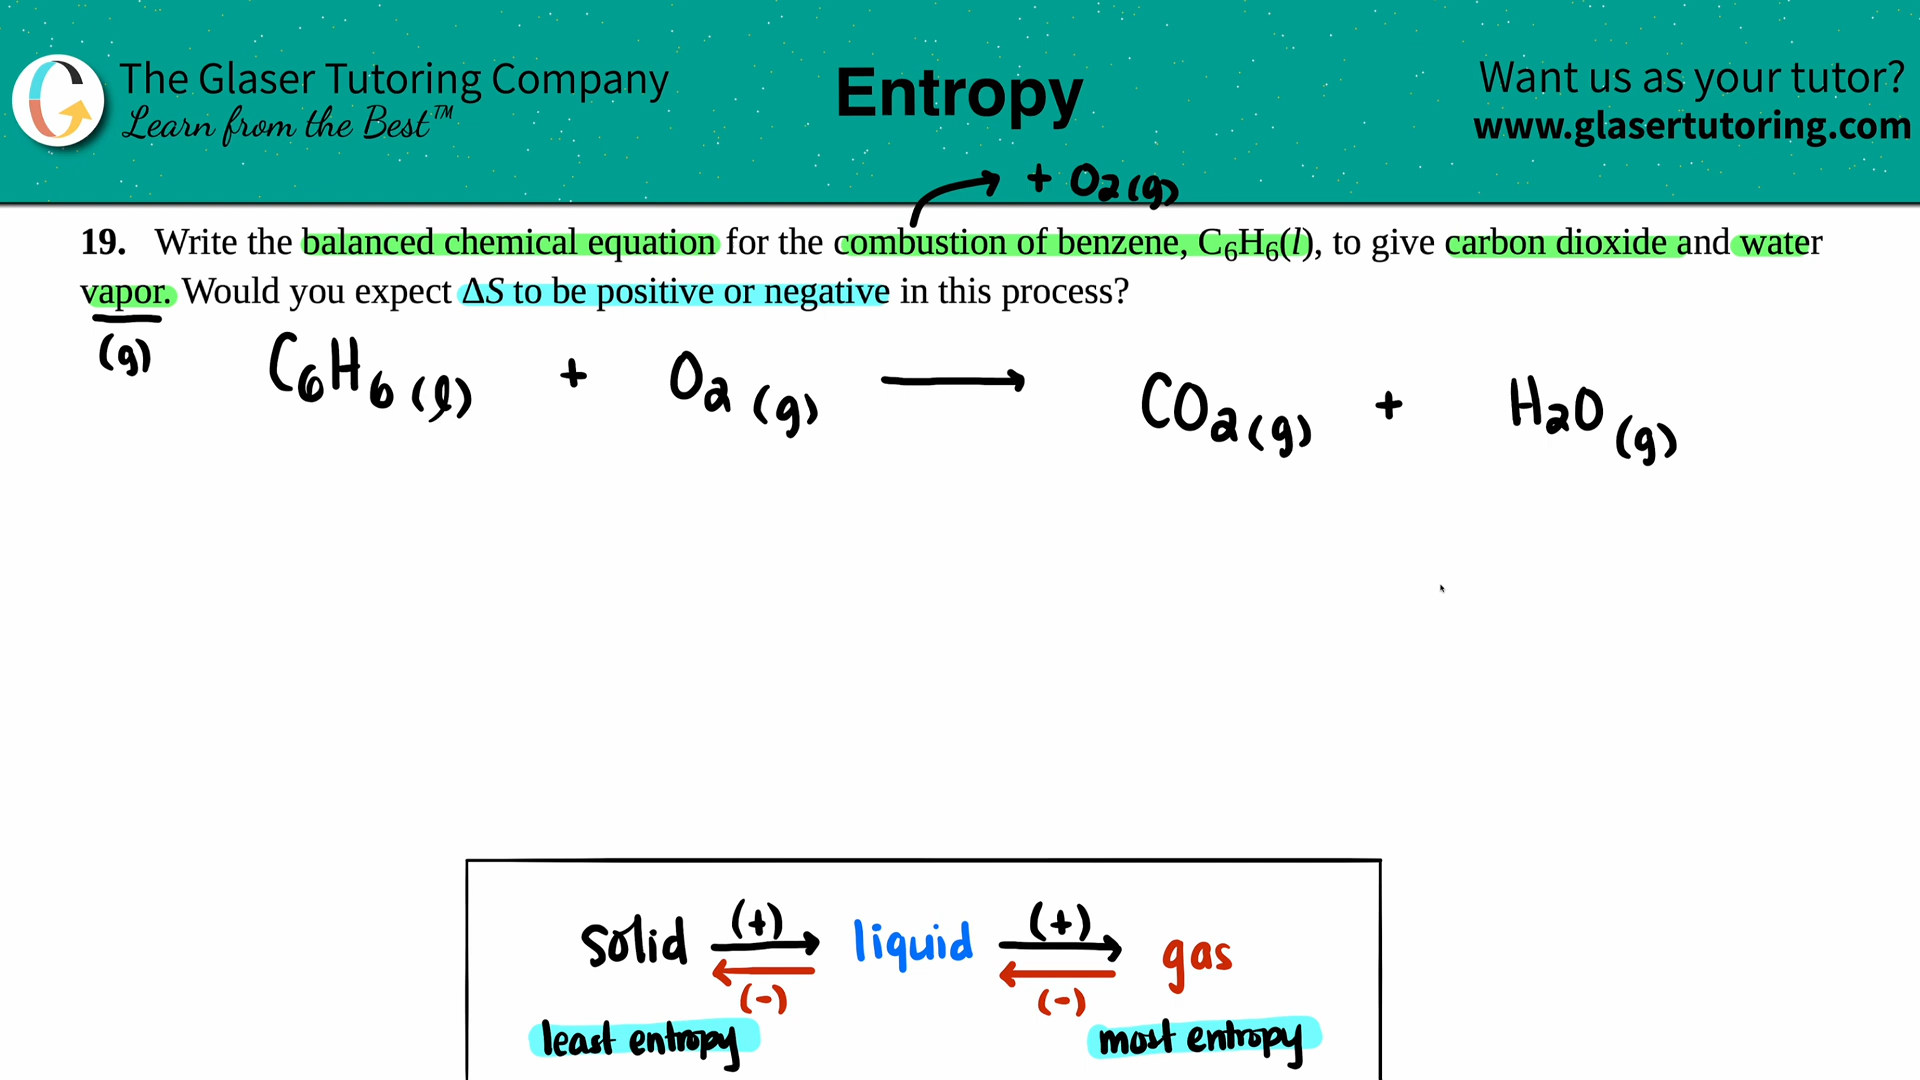 The Glaser Tutoring Company
Learn from the Best™
Entropy
Want us as your tutor?
www.glasertutoring.com
+ O₂(g)
19. Write the balanced chemical equation for the combustion of benzene, C₆H₆(l), to give carbon dioxide and water
vapor. Would you expect ΔS to be positive or negative in this process?
(g)
C₆H₆(l) + O₂(g) → CO₂(g) + H₂O(g)
(+) (+)
solid → liquid → gas
← ←
(-) (-)
least entropy most entropy